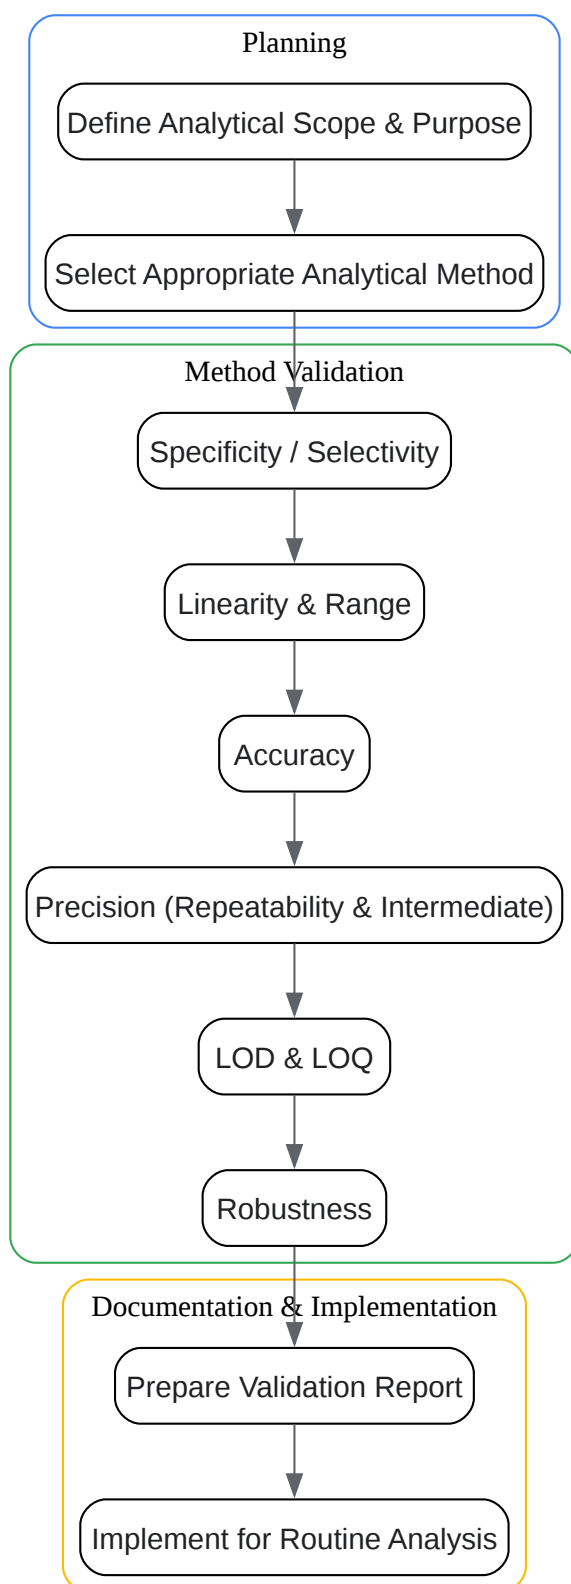 Planning
Define Analytical Scope & Purpose
Select Appropriate Analytical Method
Method Validation
Specificity / Selectivity
Linearity & Range
Accuracy
Precision (Repeatability & Intermediate)
LOD & LOQ
Robustness
Documentation & Implementation
Prepare Validation Report
Implement for Routine Analysis